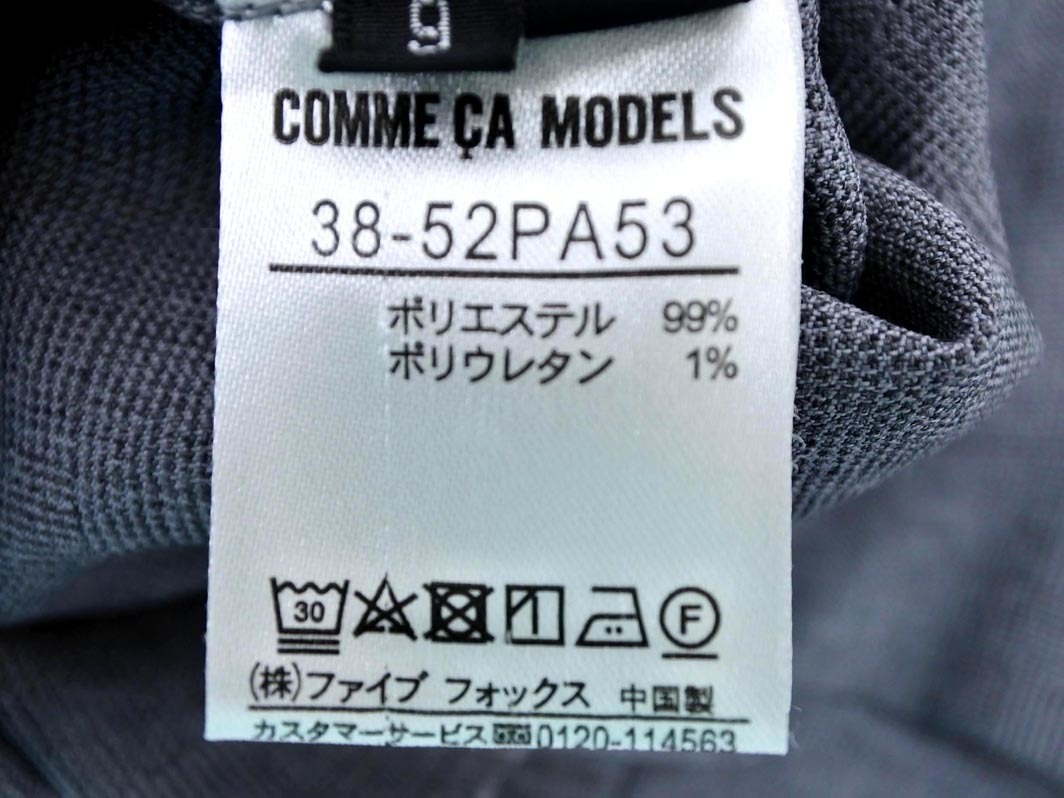 COMME ÇA MODELS
38-52PA53
ポリエステル 99%
ポリウレタン 1%
30 F
(株)ファイブ フォックス 中国製
カスタマーサービス 0120-114563